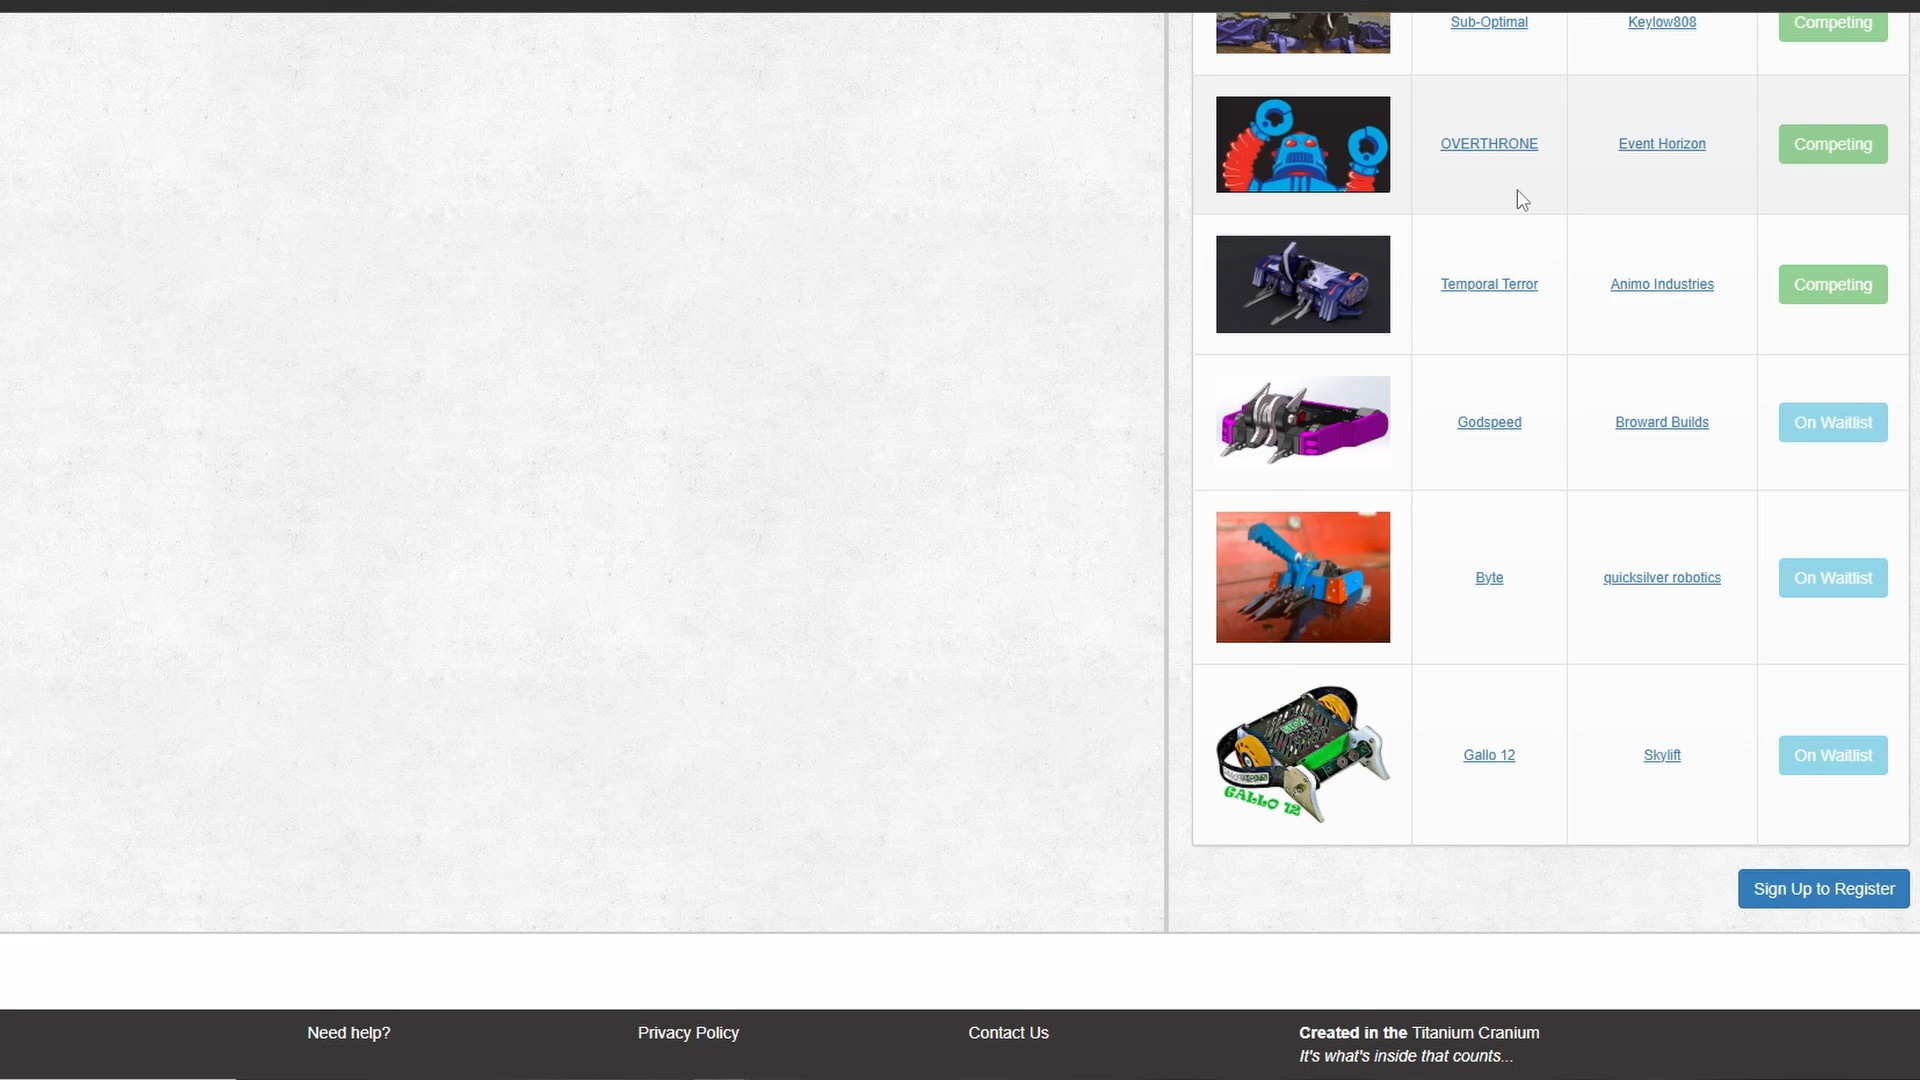 Sub-Optimal Keylow808 Competing
OVERTHRONE Event Horizon Competing
Temporal Terror Animo Industries Competing
Godspeed Broward Builds On Waitlist
Byte quicksilver robotics On Waitlist
Gallo 12 Skylift On Waitlist
GALLO 12
Sign Up to Register
Need help? Privacy Policy Contact Us Created in the Titanium Cranium
It's what's inside that counts...